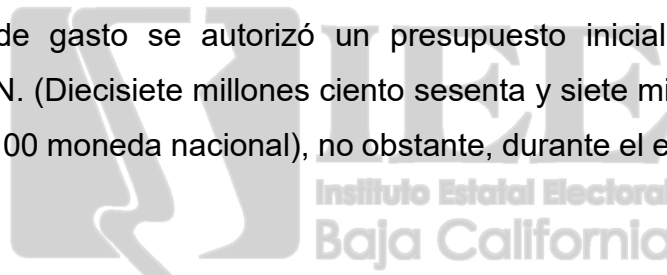 de gasto se autorizó un presupuesto inicial
N. (Diecisiete millones ciento sesenta y siete mi
00 moneda nacional), no obstante, durante el e
IEE
Instituto Estatal Electoral
Baja California